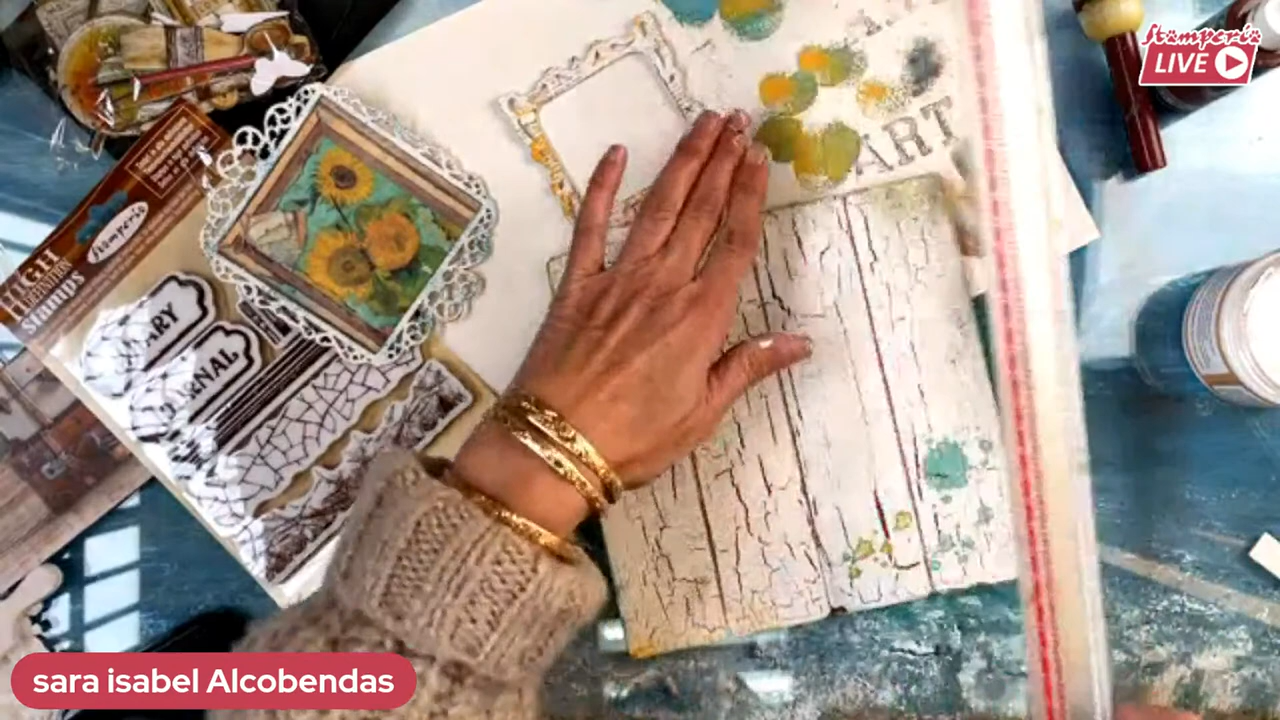 Stamperia
LIVE
ART
Stamperia
HIGH
DEFINITION
Stamps
DIARY
JOURNAL
sara isabel Alcobendas